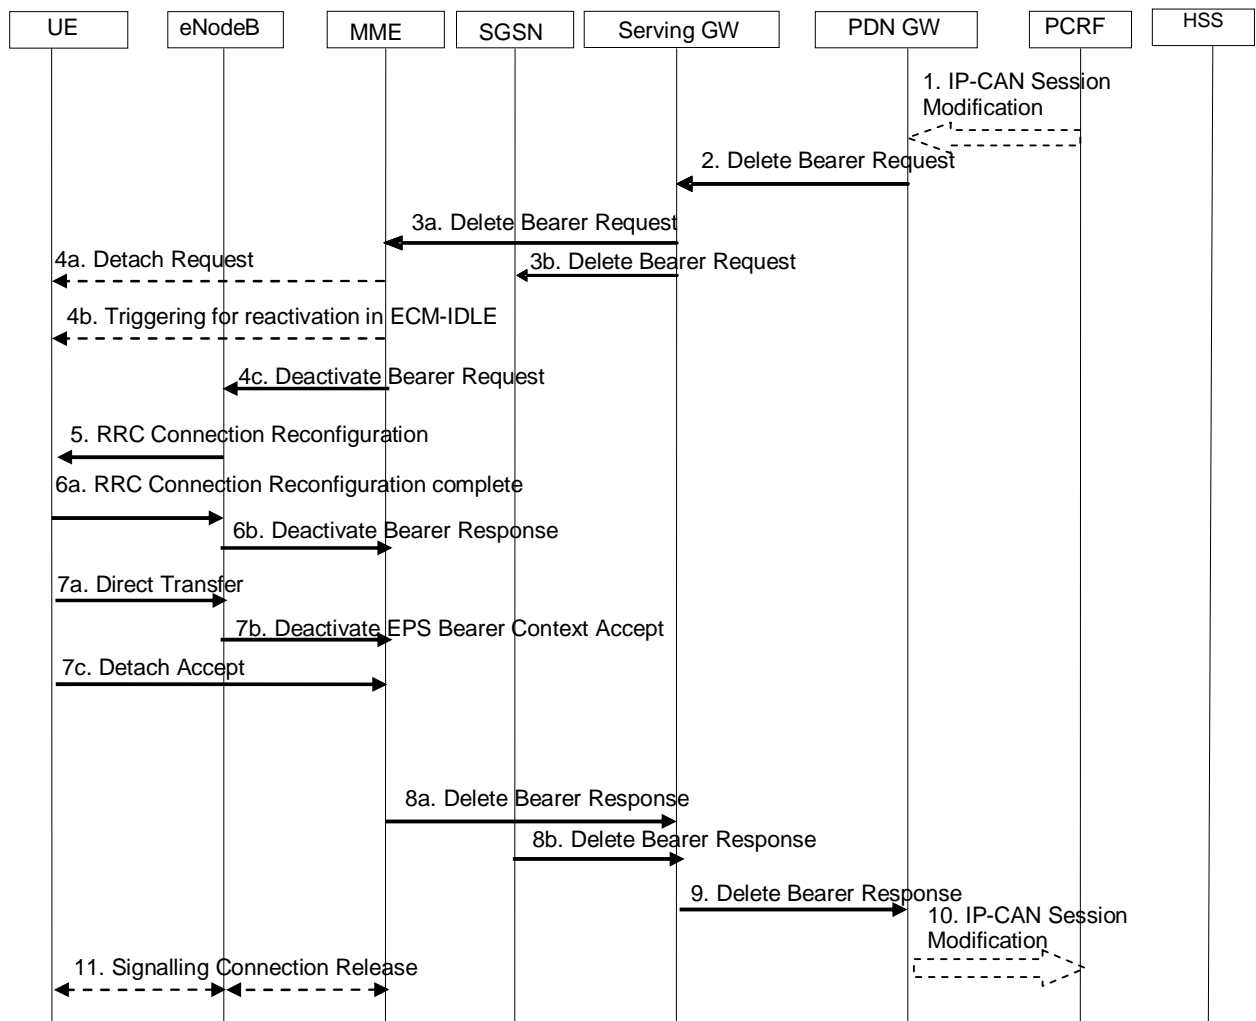 UE
eNodeB
MME
SGSN
Serving GW
PDN GW
PCRF
HSS
1. IP-CAN Session
Modification
2. Delete Bearer Request
3a. Delete Bearer Request
4a. Detach Request
3b. Delete Bearer Request
4b. Triggering for reactivation in ECM-IDLE
4c. Deactivate Bearer Request
5. RRC Connection Reconfiguration
6a. RRC Connection Reconfiguration complete
6b. Deactivate Bearer Response
7a. Direct Transfer
7b. Deactivate EPS Bearer Context Accept
7c. Detach Accept
8a. Delete Bearer Response
8b. Delete Bearer Response
9. Delete Bearer Response
10. IP-CAN Session
Modification
11. Signalling Connection Release